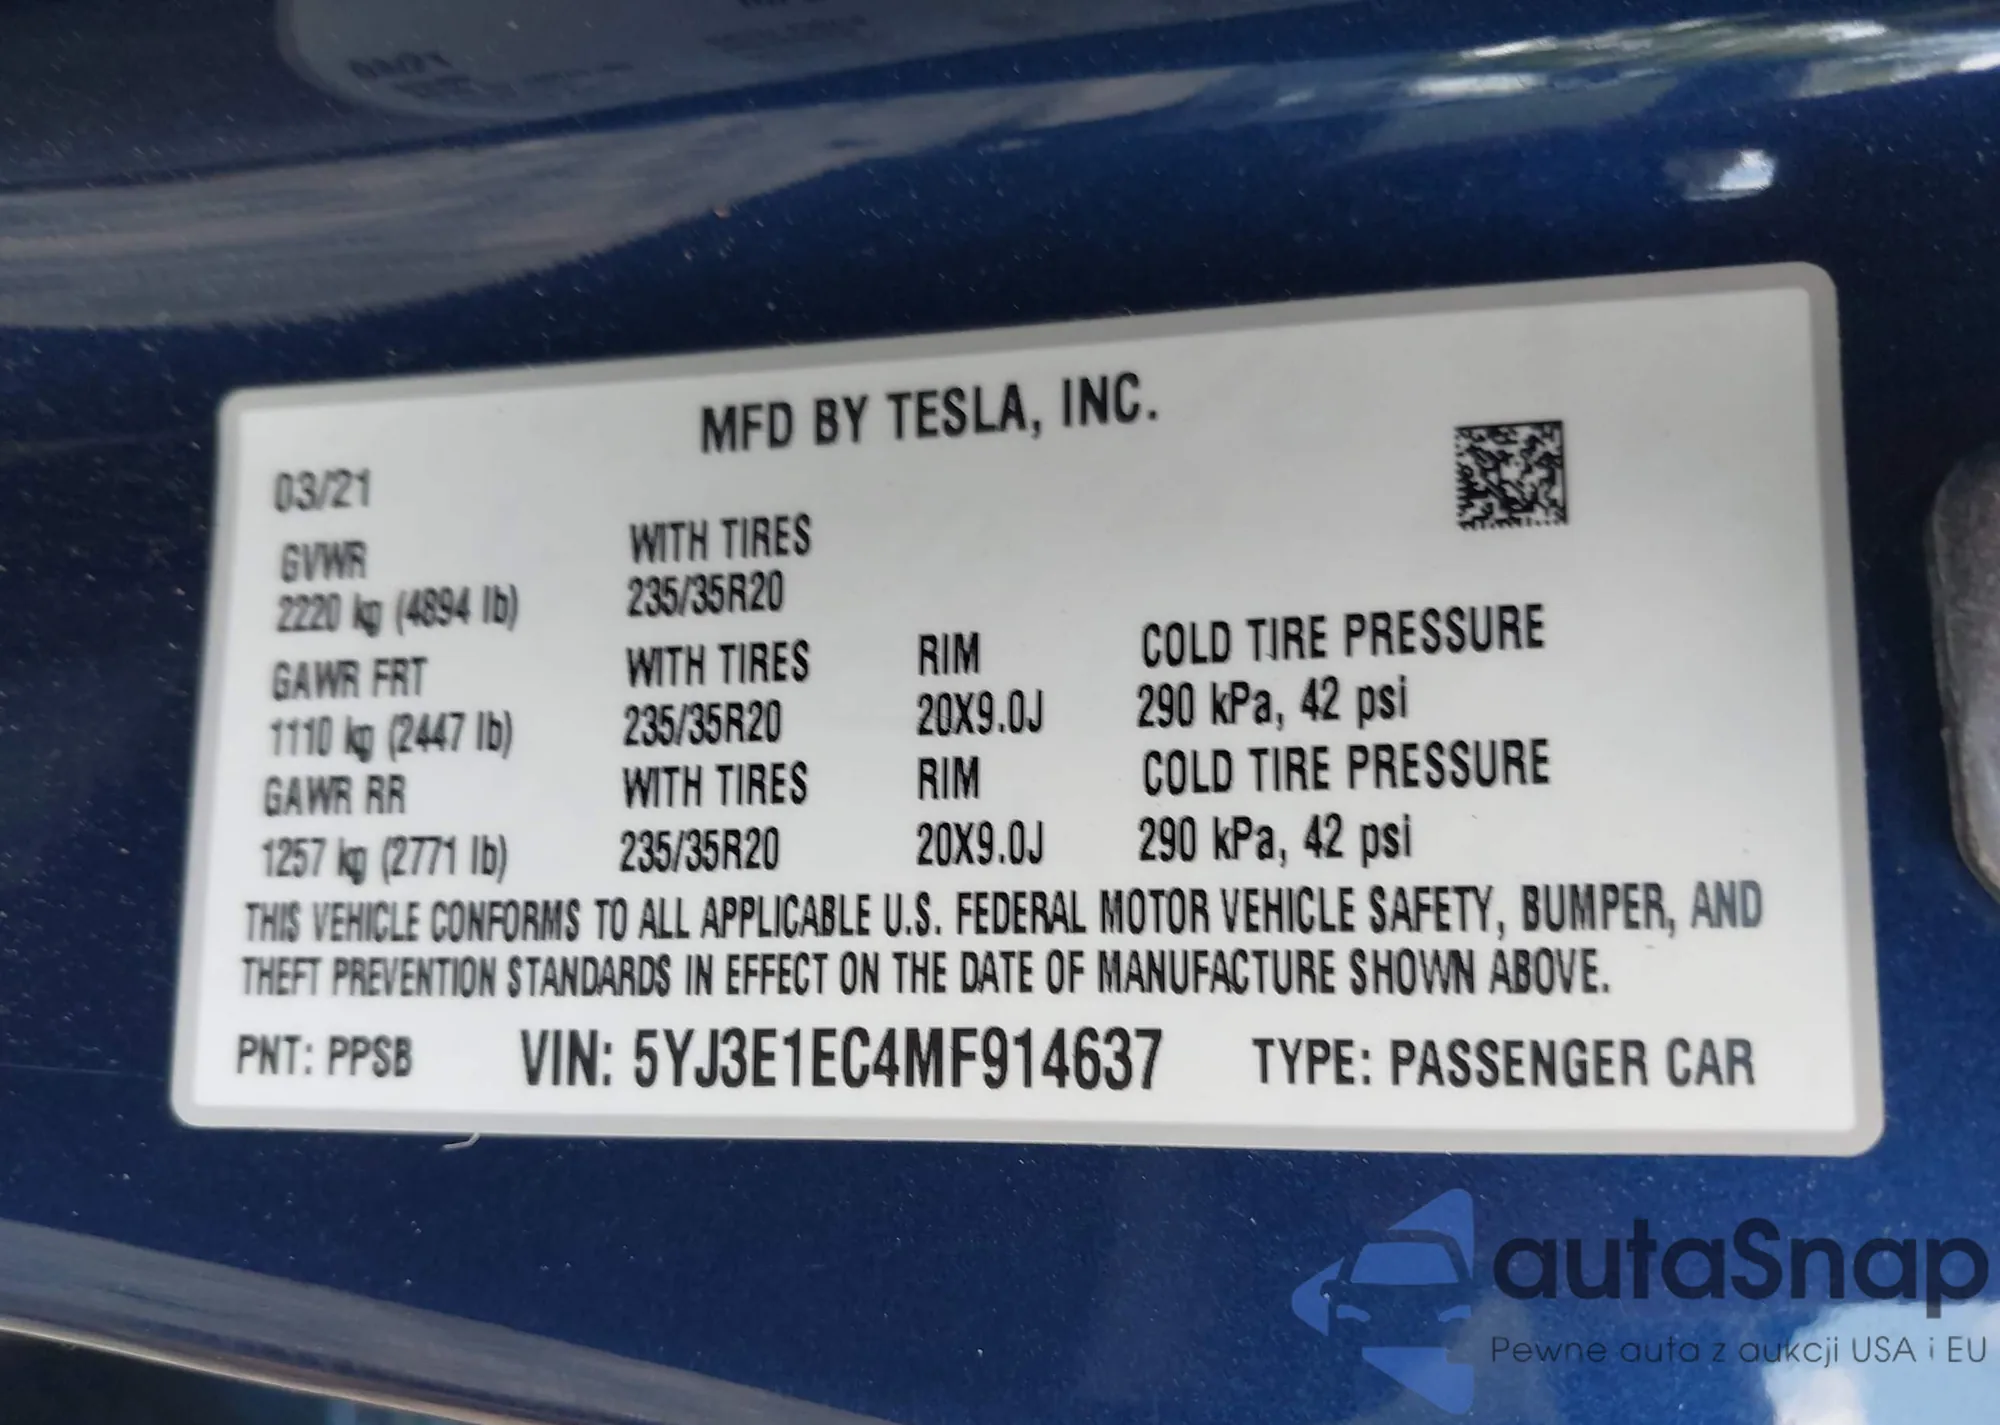 MFD BY TESLA, INC.
03/21
GVWR WITH TIRES
2220 kg (4894 lb) 235/35R20
GAWR FRT WITH TIRES RIM COLD TIRE PRESSURE
1110 kg (2447 lb) 235/35R20 20X9.0J 290 kPa, 42 psi
GAWR RR WITH TIRES RIM COLD TIRE PRESSURE
1257 kg (2771 lb) 235/35R20 20X9.0J 290 kPa, 42 psi
THIS VEHICLE CONFORMS TO ALL APPLICABLE U.S. FEDERAL MOTOR VEHICLE SAFETY, BUMPER, AND
THEFT PREVENTION STANDARDS IN EFFECT ON THE DATE OF MANUFACTURE SHOWN ABOVE.
PNT: PPSB VIN: 5YJ3E1EC4MF914637 TYPE: PASSENGER CAR
autaSnap
Pewne auta z aukcji USA i EU